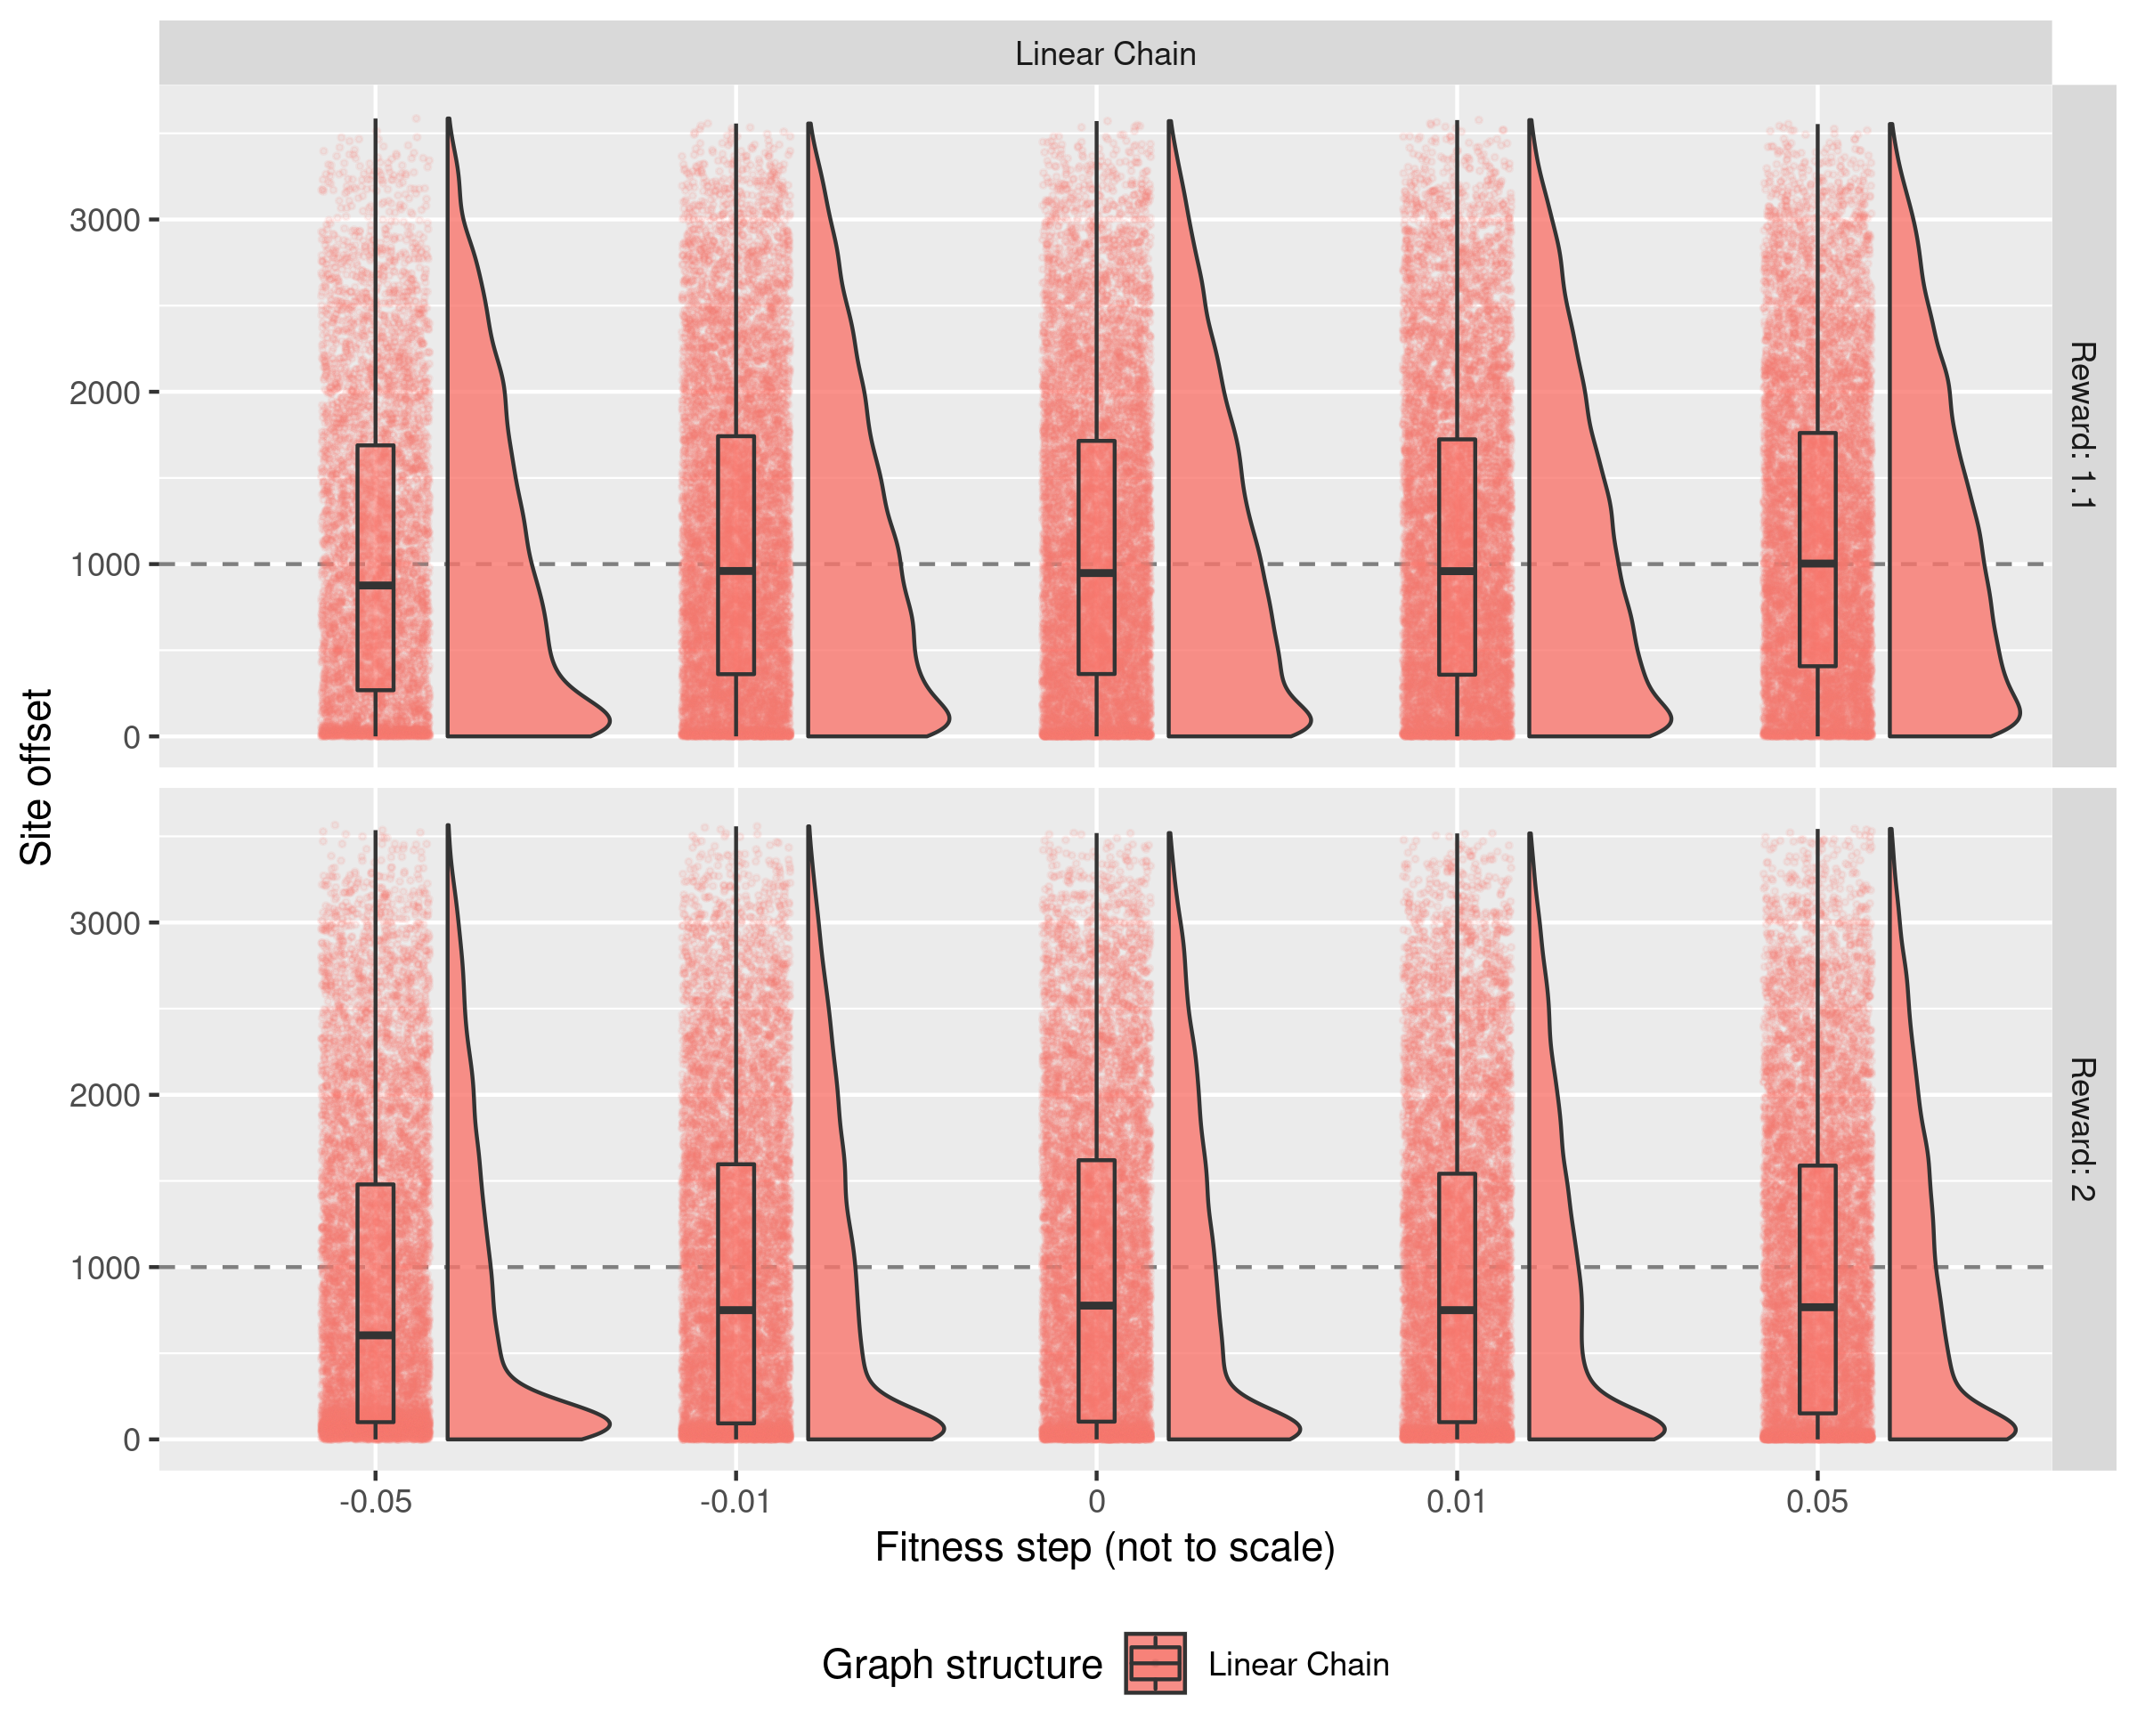 Linear Chain
3000
2000
1000
0
Reward: 1.1
Site offset
3000
2000
1000
0
Reward: 2
-0.05
-0.01
0
0.01
0.05
Fitness step (not to scale)
Graph structure
Linear Chain